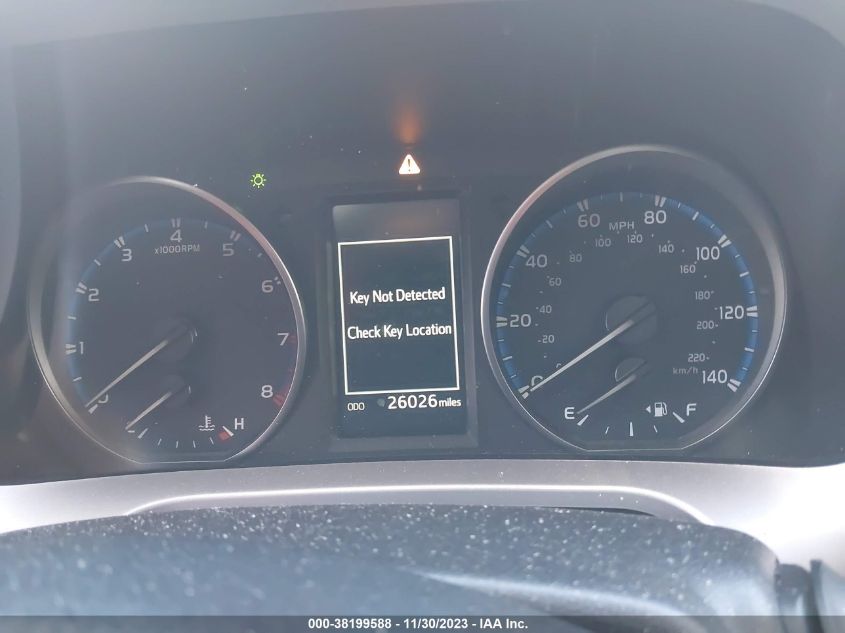 x1000RPM
1
2
3
4
5
6
7
8
H
Key Not Detected
Check Key Location
ODO 26026 miles
MPH
0
20
40
60
80
100
120
140
20
40
60
80
100
120
140
160
180
200
220
km/h
E
F
000-38199588 - 11/30/2023 - IAA Inc.